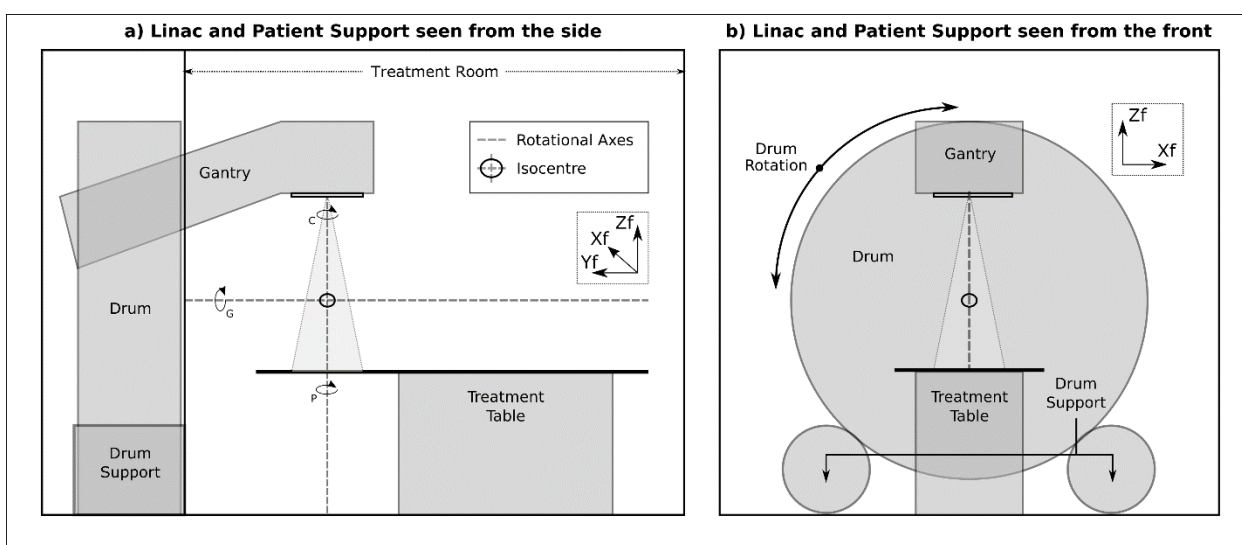 a) Linac and Patient Support seen from the side
Treatment Room
Gantry
Rotational Axes
Isocentre
C
Zf
Xf
Yf
Drum
G
P
Treatment
Table
Drum
Support
b) Linac and Patient Support seen from the front
Zf
Xf
Drum
Rotation
Gantry
Drum
Treatment
Table
Drum
Support